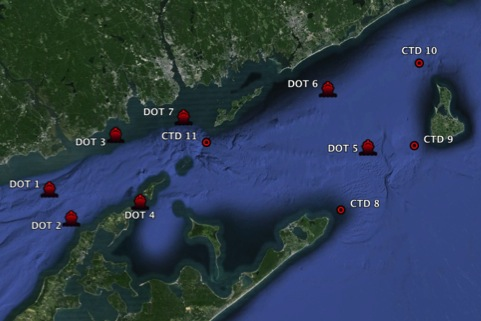 CTD 10
DOT 6
DOT 7
CTD 11
DOT 3
CTD 9
DOT 5
DOT 1
CTD 8
DOT 4
DOT 2